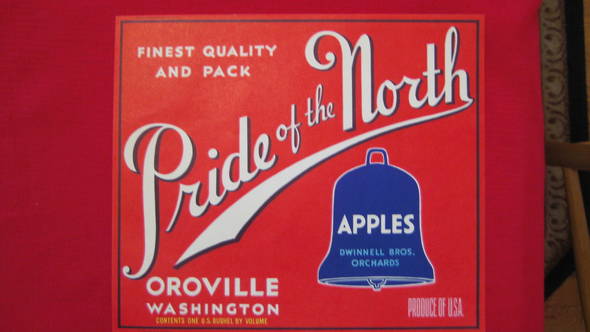 FINEST QUALITY
AND PACK
Pride of the North
APPLES
DWINNELL BROS.
ORCHARDS
OROVILLE
WASHINGTON
CONTENTS ONE U.S. BUSHEL BY VOLUME
PRODUCE OF U.S.A.